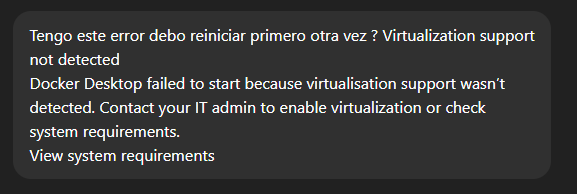 Tengo este error debo reiniciar primero otra vez ? Virtualization support
not detected
Docker Desktop failed to start because virtualisation support wasn’t
detected. Contact your IT admin to enable virtualization or check
system requirements.
View system requirements